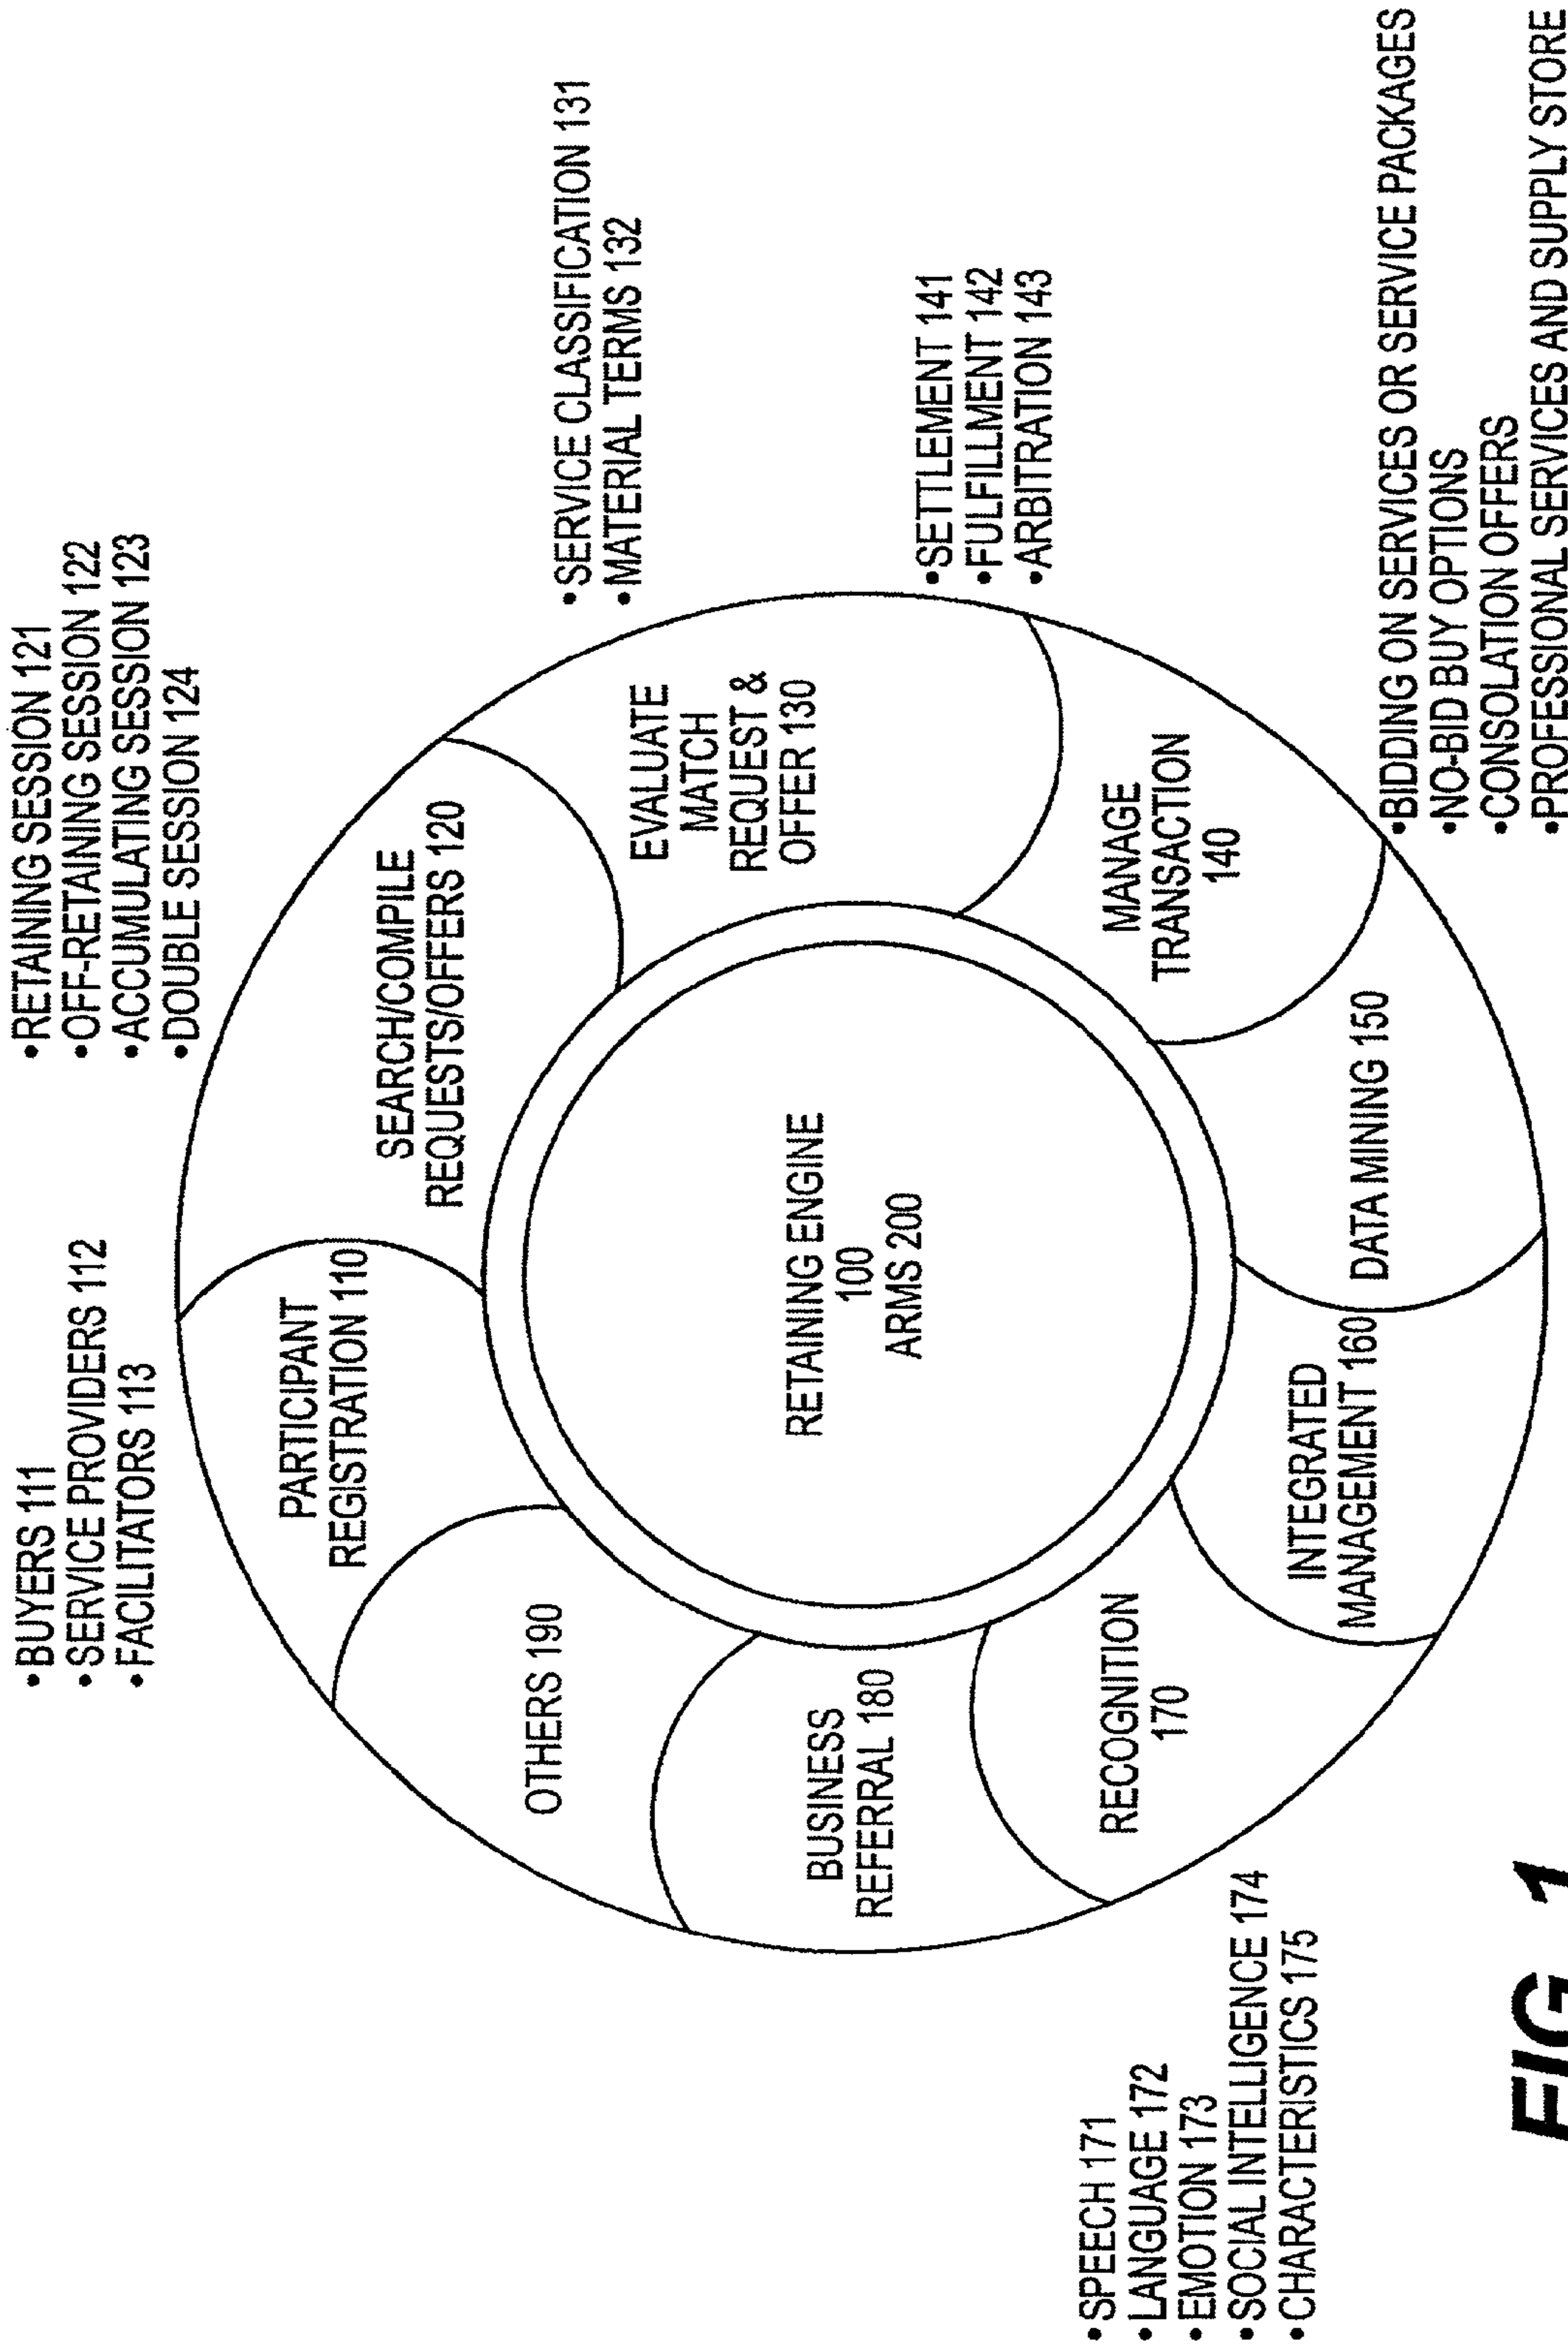 •BUYERS 111
•SERVICE PROVIDERS 112
•FACILITATORS 113
•RETAINING SESSION 121
•OFF-RETAINING SESSION 122
•ACCUMULATING SESSION 123
•DOUBLE SESSION 124
PARTICIPANT
REGISTRATION 110
SEARCH/COMPILE
REQUESTS/OFFERS 120
•SERVICE CLASSIFICATION 131
•MATERIAL TERMS 132
EVALUATE
MATCH
REQUEST &
OFFER 130
OTHERS 190
RETAINING ENGINE
100
ARMS 200
•SETTLEMENT 141
•FULFILLMENT 142
•ARBITRATION 143
BUSINESS
REFERRAL 180
MANAGE
TRANSACTION
140
RECOGNITION
170
•SPEECH 171
•LANGUAGE 172
•EMOTION 173
•SOCIAL INTELLIGENCE 174
•CHARACTERISTICS 175
INTEGRATED
MANAGEMENT 160
DATA MINING 150
•BIDDING ON SERVICES OR SERVICE PACKAGES
•NO-BID BUY OPTIONS
•CONSOLATION OFFERS
•PROFESSIONAL SERVICES AND SUPPLY STORE
FIG. 1